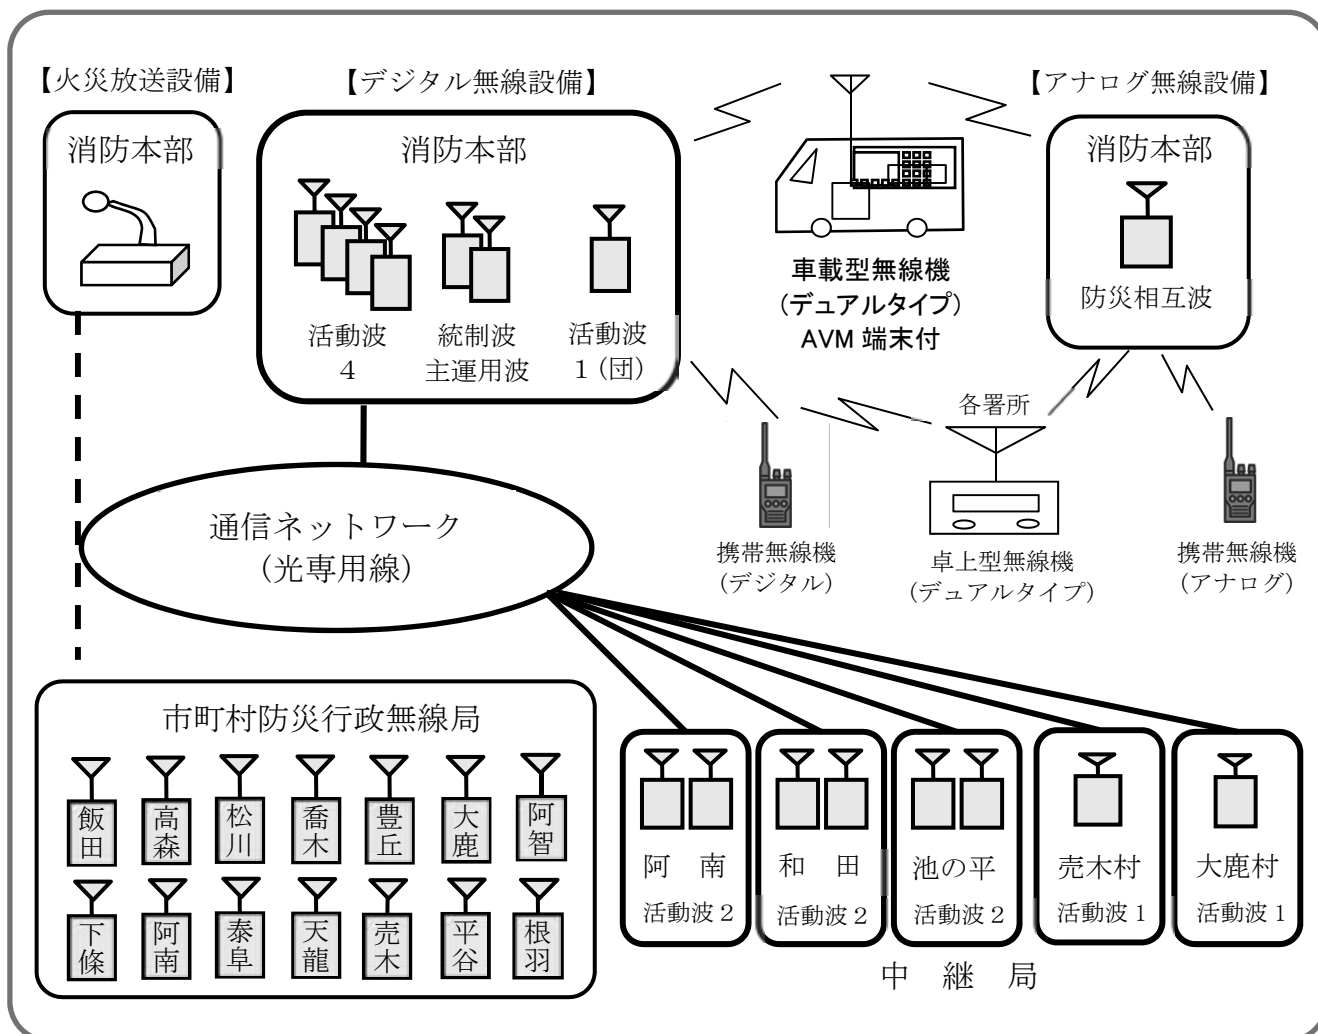 【火災放送設備】
消防本部
【デジタル無線設備】
消防本部
活動波
4
統制波
主運用波
活動波
1（団）
車載型無線機
(デュアルタイプ)
AVM 端末付
【アナログ無線設備】
消防本部
防災相互波
各署所
携帯無線機
(デジタル)
卓上型無線機
(デュアルタイプ)
携帯無線機
(アナログ)
通信ネットワーク
(光専用線)
市町村防災行政無線局
飯田
高森
松川
喬木
豊丘
大鹿
阿智
下條
阿南
泰阜
天龍
売木
平谷
根羽
阿　南
活動波２
和　田
活動波２
池の平
活動波２
売木村
活動波１
大鹿村
活動波１
中　継　局